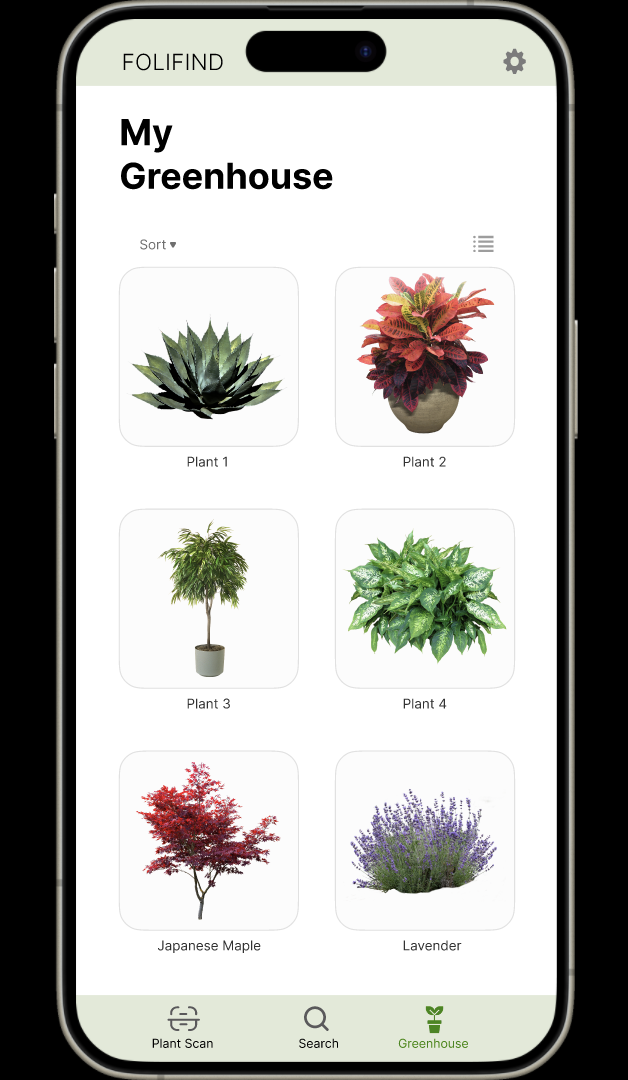 FOLIFIND
My
Greenhouse
Sort
Plant 1
Plant 2
Plant 3
Plant 4
Japanese Maple
Lavender
Plant Scan
Search
Greenhouse